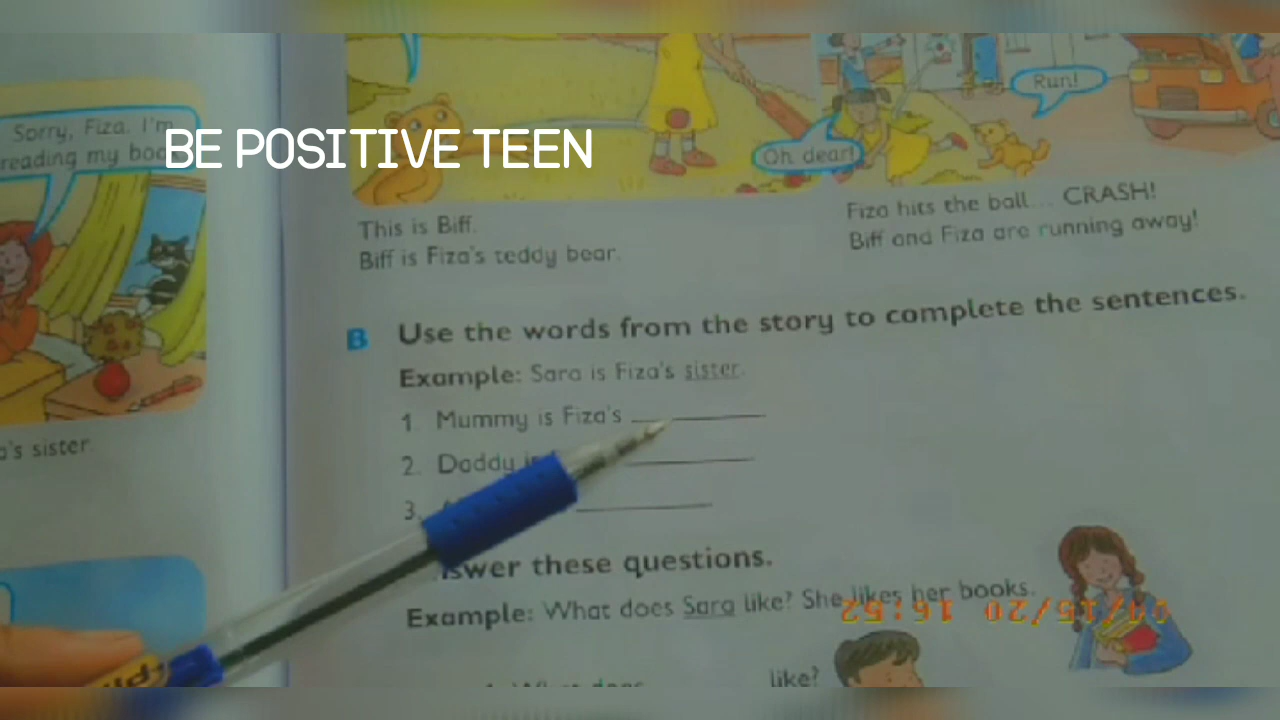 Sorry, Fiza. I'm
reading my book
BE POSITIVE TEEN
's sister.
Run!
Oh dear!
This is Biff.
Biff is Fiza's teddy bear.
Fiza hits the ball... CRASH!
Biff and Fiza are running away!
B Use the words from the story to complete the sentences.
Example: Sara is Fiza's sister.
1. Mummy is Fiza's
2. Daddy
3.
these questions.
Example: What does Sara like? She likes her books.
like?